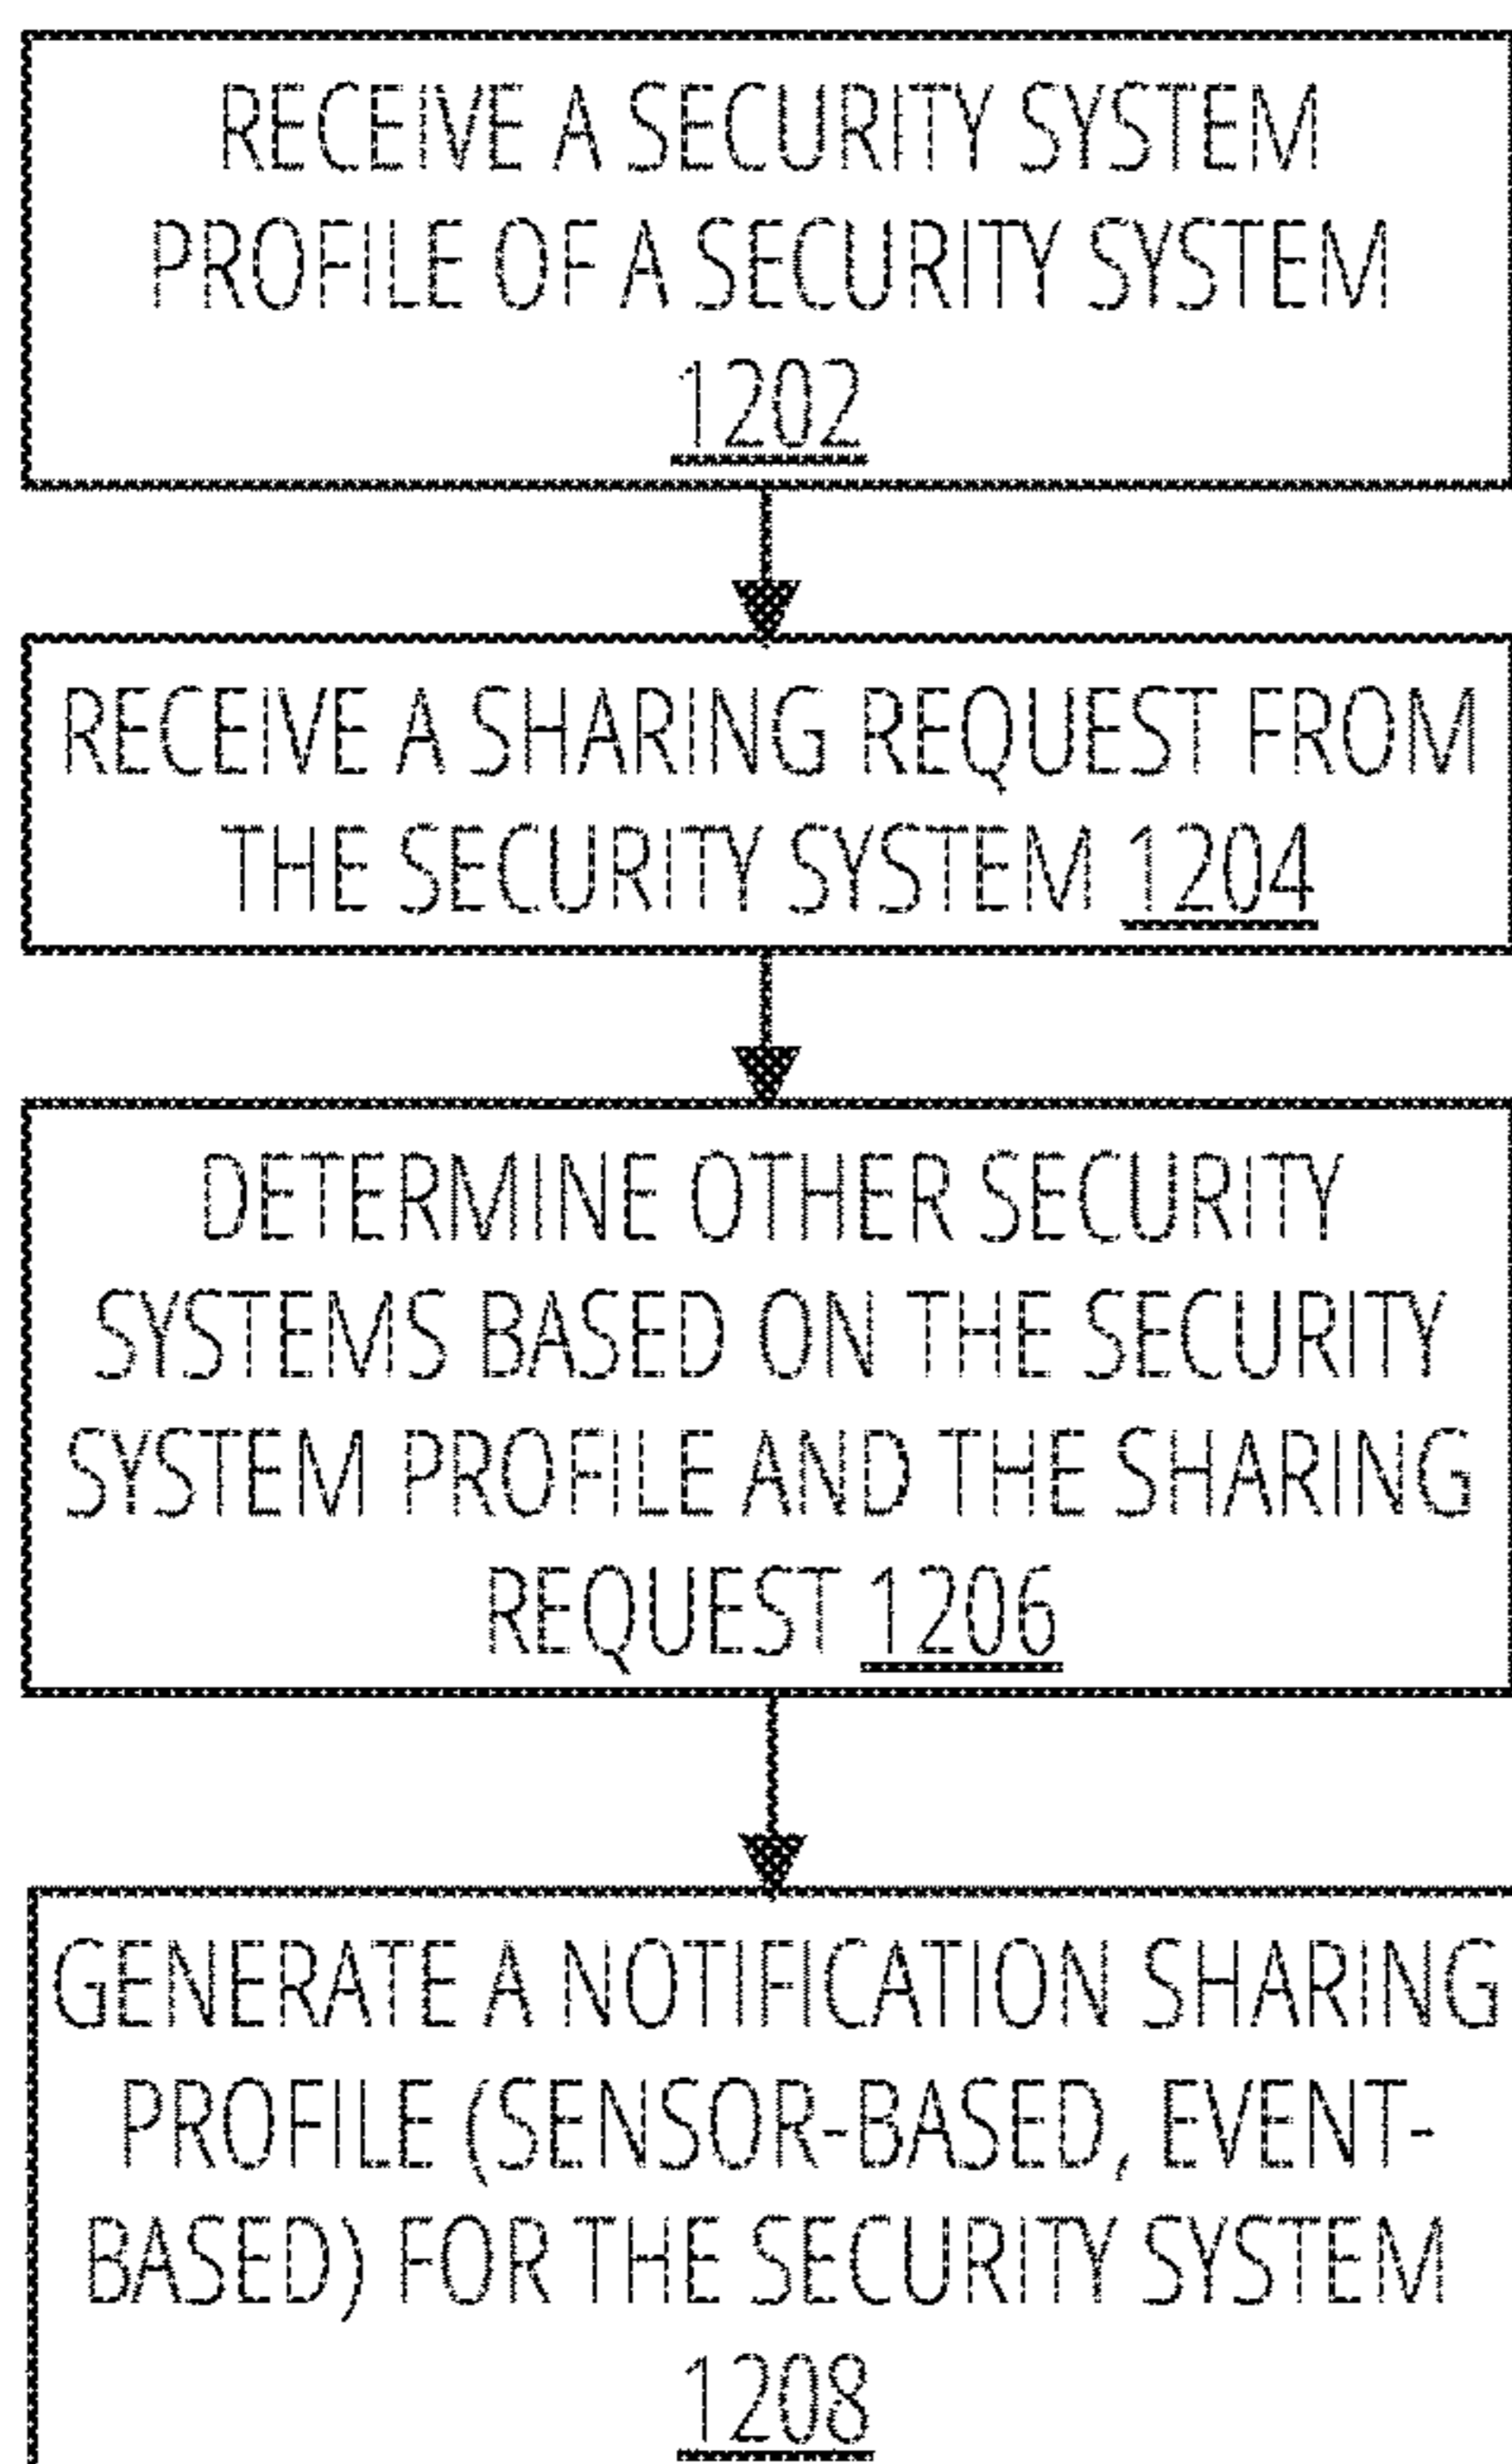 RECEIVE A SECURITY SYSTEM
PROFILE OF A SECURITY SYSTEM
1202
RECEIVE A SHARING REQUEST FROM
THE SECURITY SYSTEM 1204
DETERMINE OTHER SECURITY
SYSTEMS BASED ON THE SECURITY
SYSTEM PROFILE AND THE SHARING
REQUEST 1206
GENERATE A NOTIFICATION SHARING
PROFILE (SENSOR-BASED, EVENT-
BASED) FOR THE SECURITY SYSTEM
1208